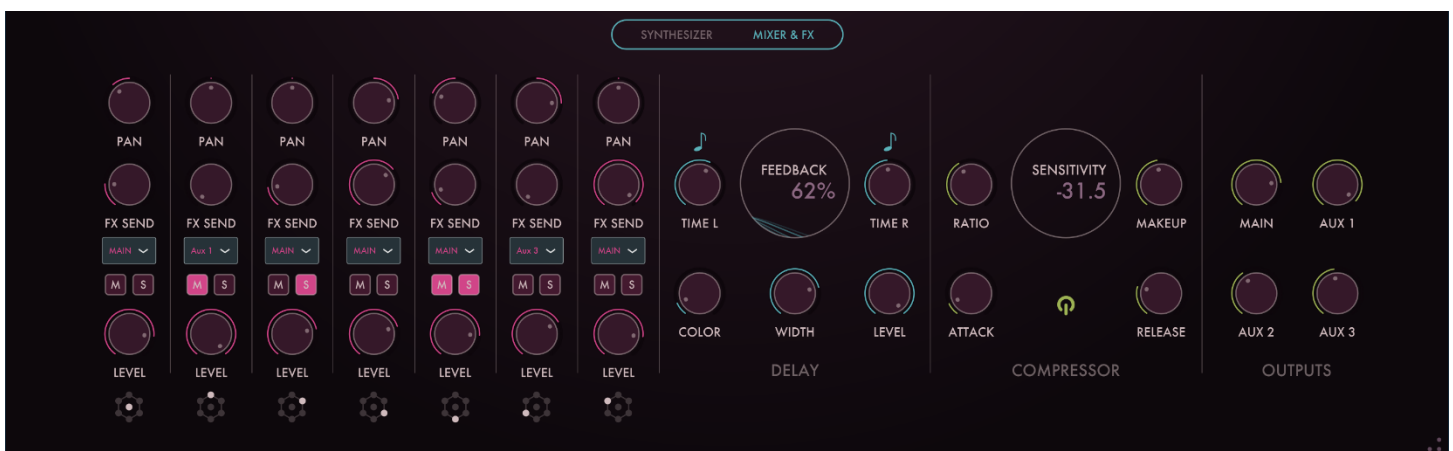 SYNTHESIZER MIXER & FX
PAN PAN PAN PAN PAN PAN PAN
FX SEND FX SEND FX SEND FX SEND FX SEND FX SEND FX SEND
MAIN Aux 1 MAIN MAIN MAIN Aux 3 MAIN
M S M S M S M S M S M S M S
LEVEL LEVEL LEVEL LEVEL LEVEL LEVEL LEVEL
FEEDBACK
62%
TIME L TIME R
COLOR WIDTH LEVEL
DELAY
SENSITIVITY
-31.5
RATIO MAKEUP
ATTACK RELEASE
COMPRESSOR
MAIN AUX 1
AUX 2 AUX 3
OUTPUTS